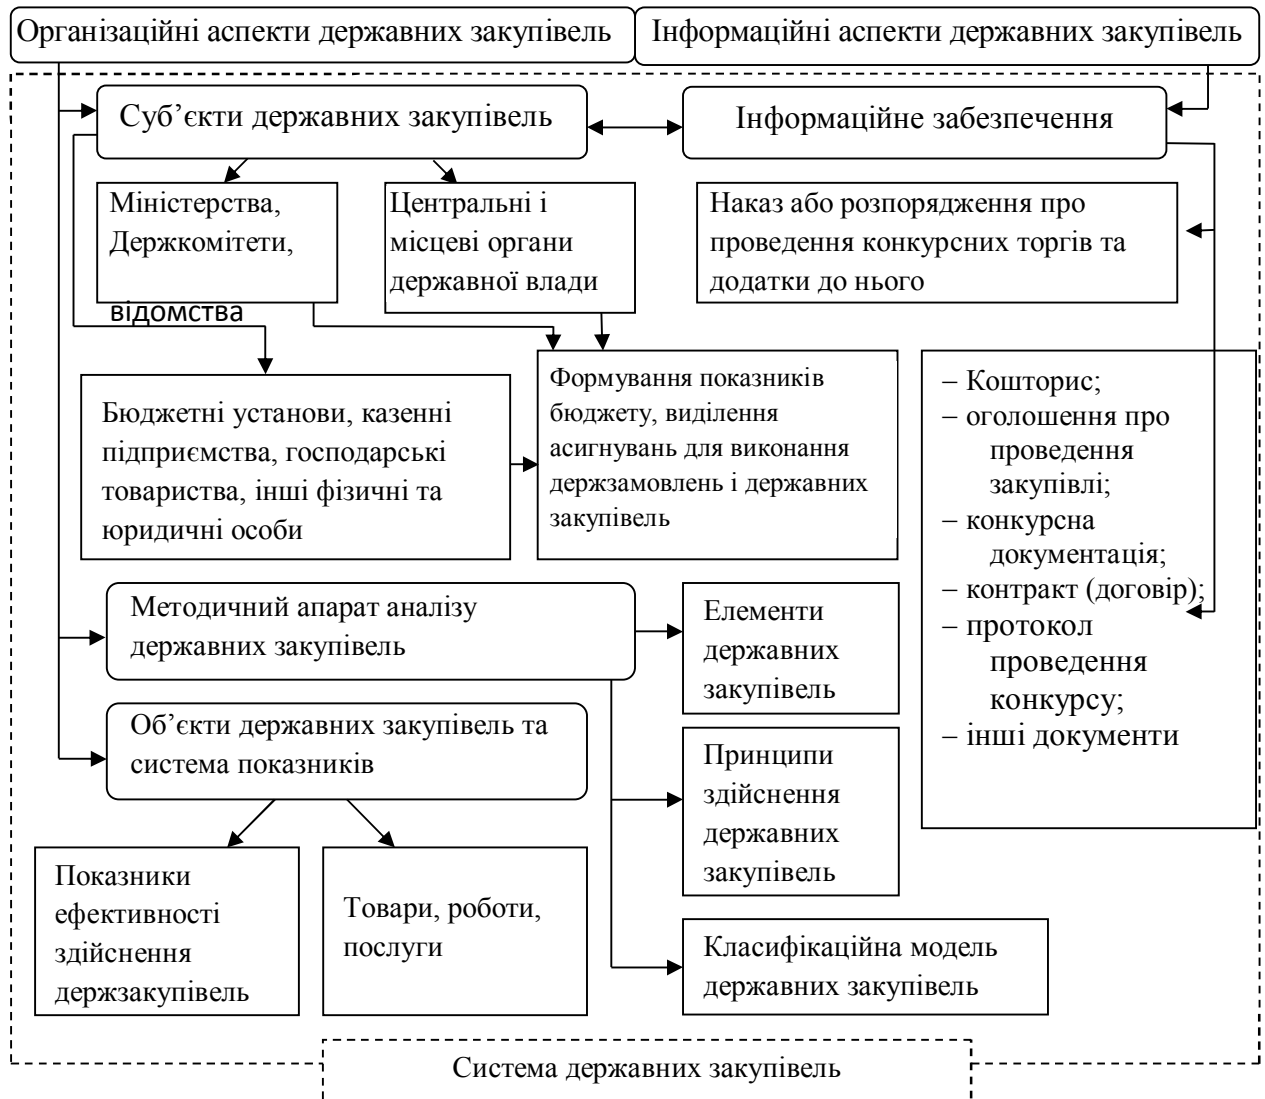 Організаційні аспекти державних закупівель
Інформаційні аспекти державних закупівель
Суб’єкти державних закупівель
Інформаційне забезпечення
Міністерства,
Держкомітети,
відомства
Центральні і
місцеві органи
державної влади
Наказ або розпорядження про
проведення конкурсних торгів та
додатки до нього
Бюджетні установи, казенні
підприємства, господарські
товариства, інші фізичні та
юридичні особи
Формування показників
бюджету, виділення
асигнувань для виконання
держзамовлень і державних
закупівель
– Кошторис;
– оголошення про
проведення
закупівлі;
– конкурсна
документація;
– контракт (договір);
– протокол
проведення
конкурсу;
– інші документи
Методичний апарат аналізу
державних закупівель
Елементи
державних
закупівель
Об’єкти державних закупівель та
система показників
Принципи
здійснення
державних
закупівель
Показники
ефективності
здійснення
держзакупівель
Товари, роботи,
послуги
Класифікаційна модель
державних закупівель
Система державних закупівель